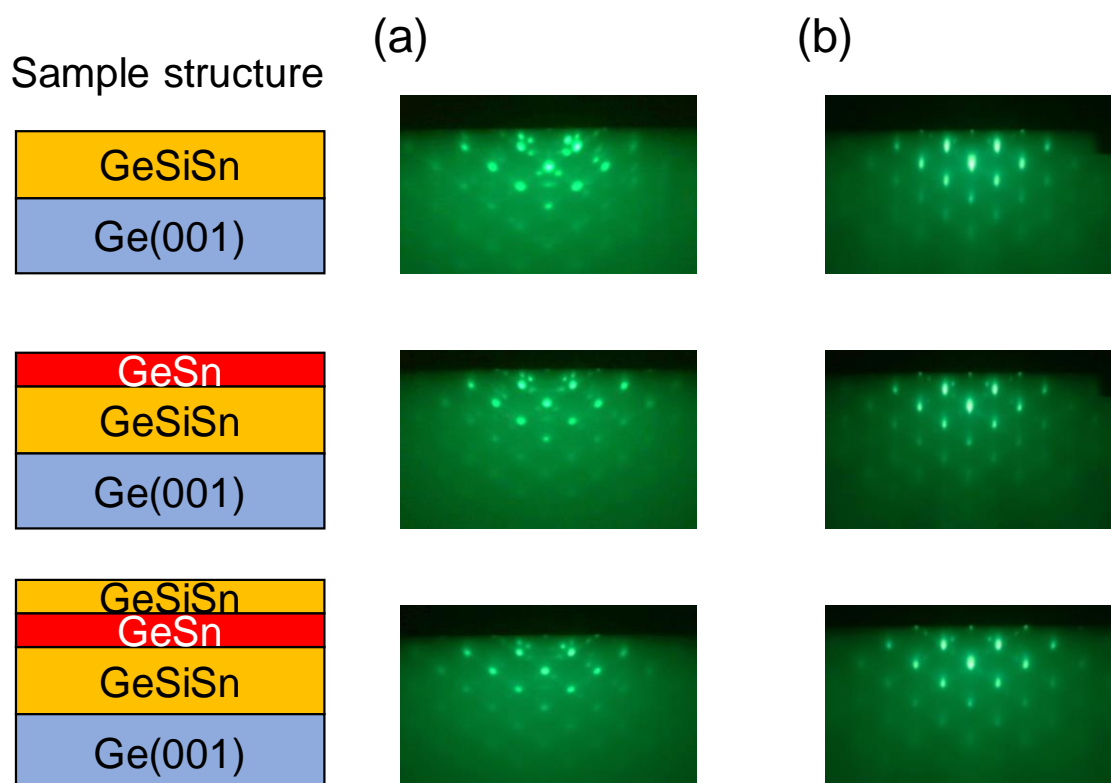 (a)
(b)
Sample structure
GeSiSn
Ge(001)
GeSn
GeSiSn
Ge(001)
GeSiSn
GeSn
GeSiSn
Ge(001)